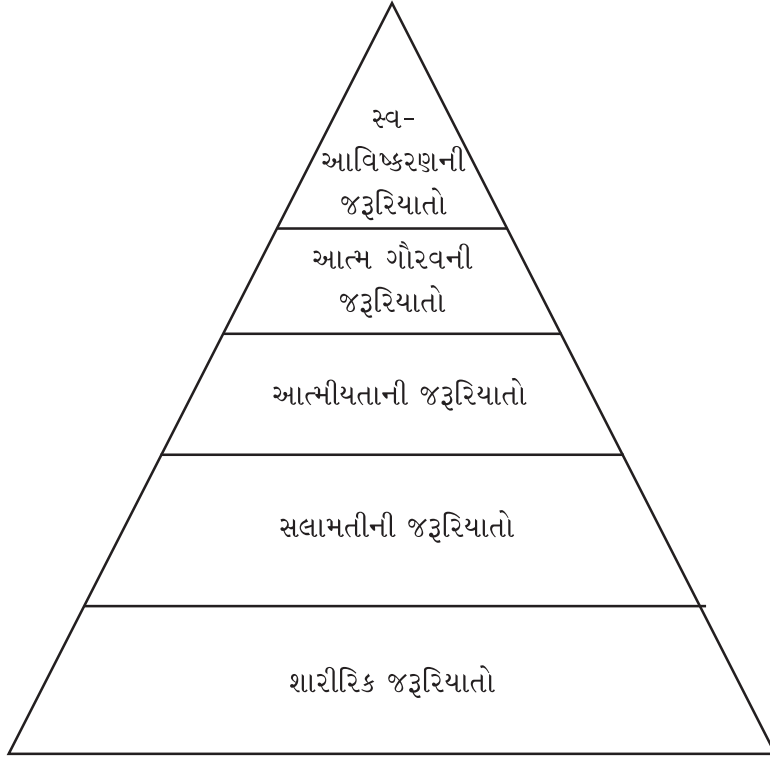 સ્વ-
આવિષ્કરણની
જરૂરિયાતો
આત્મ ગૌરવની
જરૂરિયાતો
આત્મીયતાની જરૂરિયાતો
સલામતીની જરૂરિયાતો
શારીરિક જરૂરિયાતો